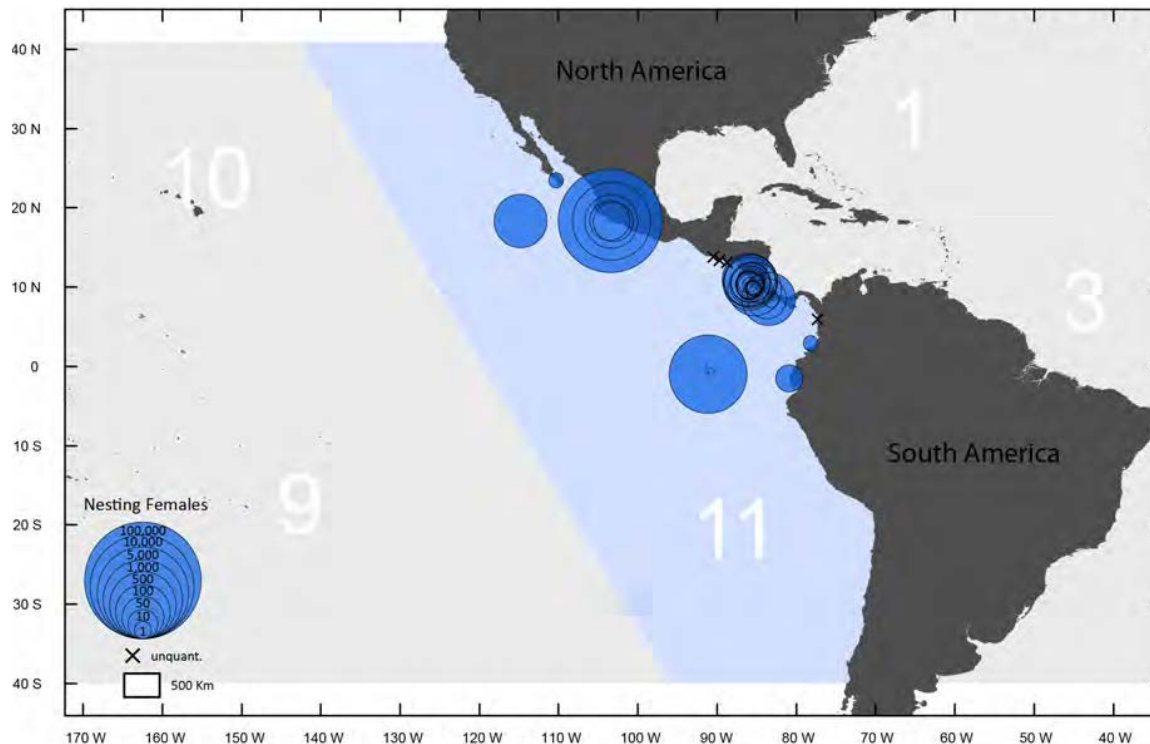 40 N
30 N
20 N
10 N
0
10 S
20 S
30 S
40 S
North America
1
10
3
South America
11
9
Nesting Females
100,000
10,000
5,000
1,000
500
100
50
10
1
unquant.
500 Km
170 W 160 W 150 W 140 W 130 W 120 W 110 W 100 W 90 W 80 W 70 W 60 W 50 W 40 W